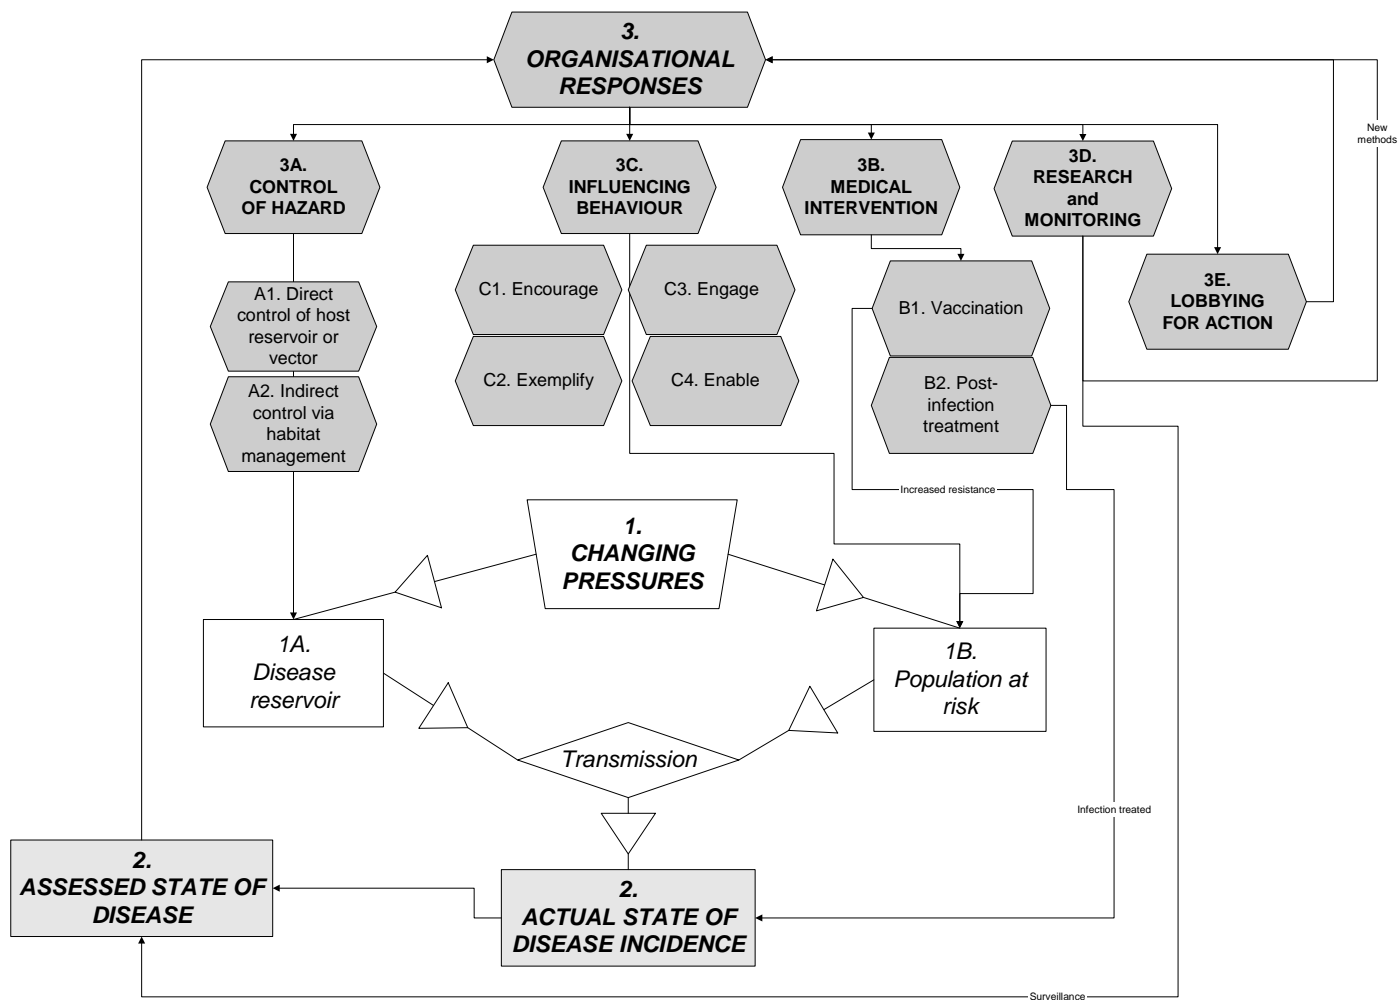 3.
ORGANISATIONAL
RESPONSES
New
methods
3A.
CONTROL
OF HAZARD
3C.
INFLUENCING
BEHAVIOUR
3B.
MEDICAL
INTERVENTION
3D.
RESEARCH
and
MONITORING
3E.
LOBBYING
FOR ACTION
A1. Direct
control of host
reservoir or
vector
A2. Indirect
control via
habitat
management
C1. Encourage
C3. Engage
C2. Exemplify
C4. Enable
B1. Vaccination
B2. Post-
infection
treatment
Increased resistance
1.
CHANGING
PRESSURES
1A.
Disease
reservoir
1B.
Population at
risk
Transmission
Infection treated
2.
ASSESSED STATE OF
DISEASE
2.
ACTUAL STATE OF
DISEASE INCIDENCE
Surveillance